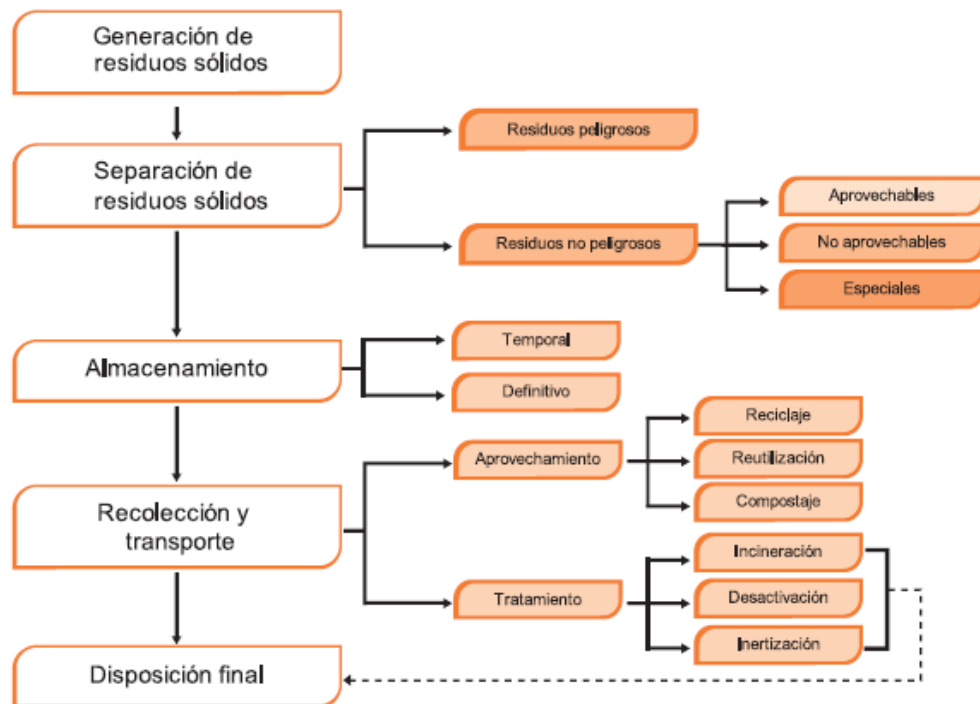 Generación de
residuos sólidos
Residuos peligrosos
Separación de
residuos sólidos
Aprovechables
Residuos no peligrosos
No aprovechables
Especiales
Temporal
Almacenamiento
Definitivo
Reciclaje
Aprovechamiento
Reutilización
Compostaje
Recolección y
transporte
Incineración
Tratamiento
Desactivación
Inertización
Disposición final